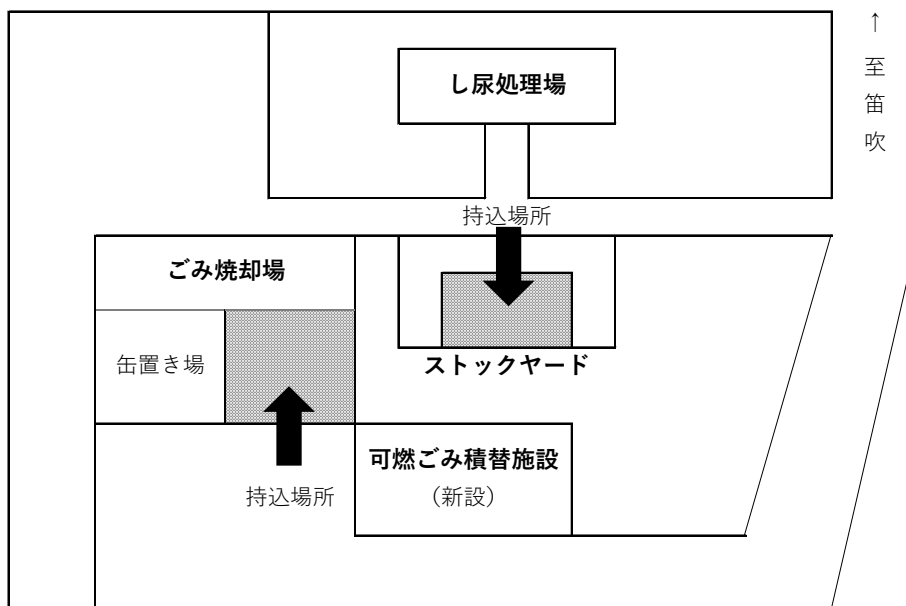 ↑至笛吹
し尿処理場
持込場所
ごみ焼却場
缶置き場
ストックヤード
可燃ごみ積替施設
（新設）
持込場所